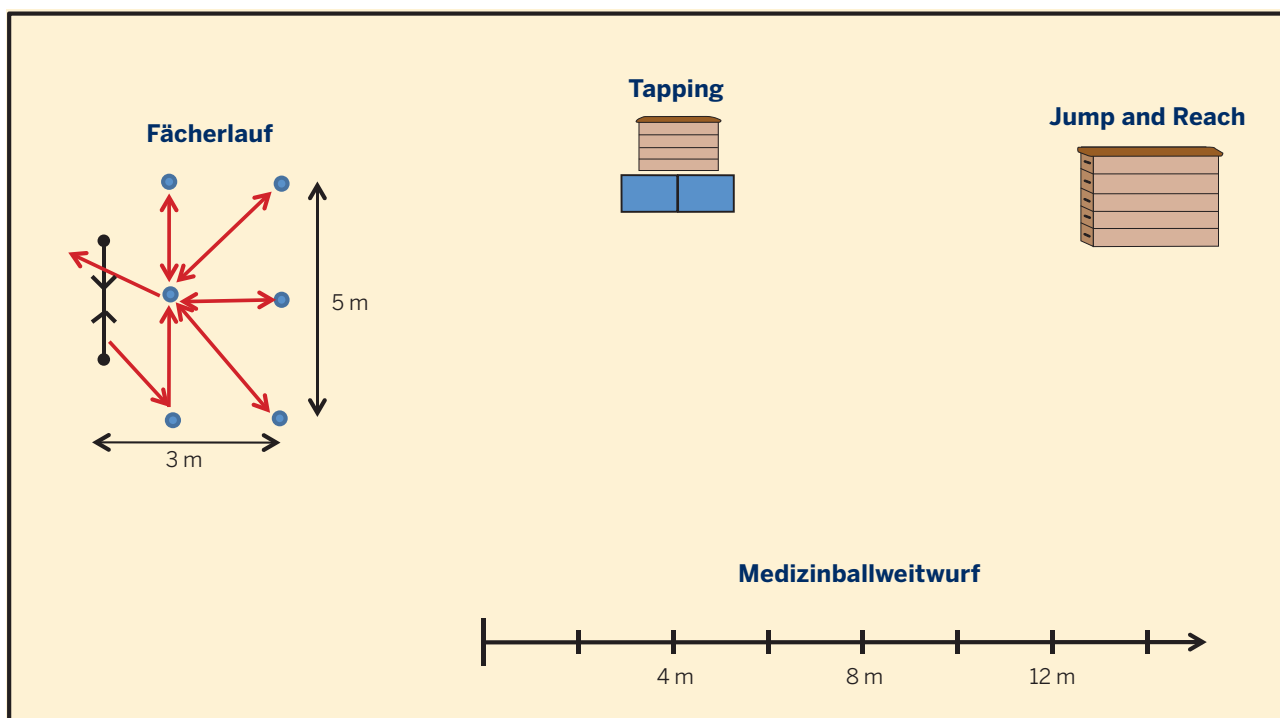 Tapping
Jump and Reach
Fächerlauf
5 m
3 m
Medizinballweitwurf
4 m
8 m
12 m